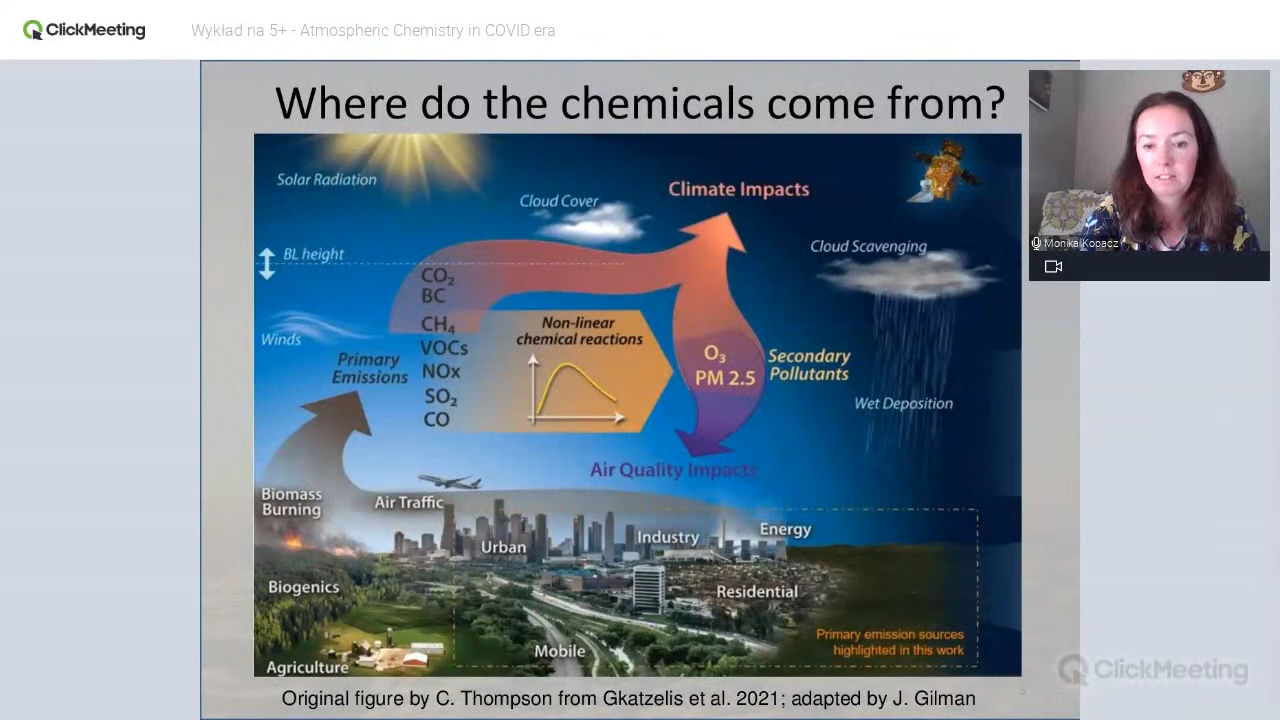 ClickMeeting
Wykład na 5+ - Atmospheric Chemistry in COVID era
Where do the chemicals come from?
Solar Radiation
Climate Impacts
Cloud Cover
Cloud Scavenging
Monika Kopacz
BL height
CO₂
BC
CH₄
VOCs
NOx
SO₂
CO
Winds
Primary
Emissions
Non-linear
chemical reactions
O₃
PM 2.5
Secondary
Pollutants
Wet Deposition
Air Quality Impacts
Biomass
Burning
Air Traffic
Urban
Industry
Energy
Biogenics
Residential
Primary emission sources
highlighted in this work
Mobile
Agriculture
ClickMeeting
Original figure by C. Thompson from Gkatzelis et al. 2021; adapted by J. Gilman